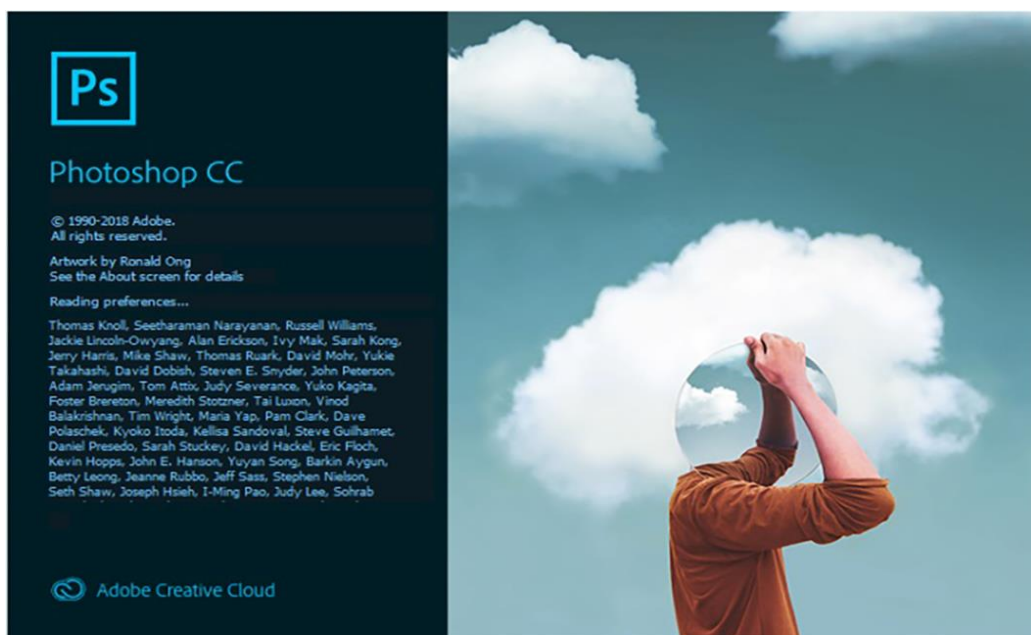 Ps
Photoshop CC
© 1990-2018 Adobe.
All rights reserved.
Artwork by Ronald Ong
See the About screen for details
Reading preferences...
Thomas Knoll, Seetharaman Narayanan, Russell Williams,
Jackie Lincoln-Owyang, Alan Erickson, Ivy Mak, Sarah Kong,
Jerry Harris, Mike Shaw, Thomas Ruark, David Mohr, Yukie
Takahashi, David Dobish, Steven E. Snyder, John Peterson,
Adam Jerugim, Tom Attix, Judy Severance, Yuko Kagita,
Foster Brereton, Meredith Stotzner, Tai Luxon, Vinod
Balakrishnan, Tim Wright, Maria Yap, Pam Clark, Dave
Polaschek, Kyoko Itoda, Kellisa Sandoval, Steve Guilhamet,
Daniel Presedo, Sarah Stuckey, David Hackel, Eric Floch,
Kevin Hopps, John E. Hanson, Yuyan Song, Barkin Aygun,
Betty Leong, Jeanne Rubbo, Jeff Sass, Stephen Nielson,
Seth Shaw, Joseph Hsieh, I-Ming Pao, Judy Lee, Sohrab
Adobe Creative Cloud